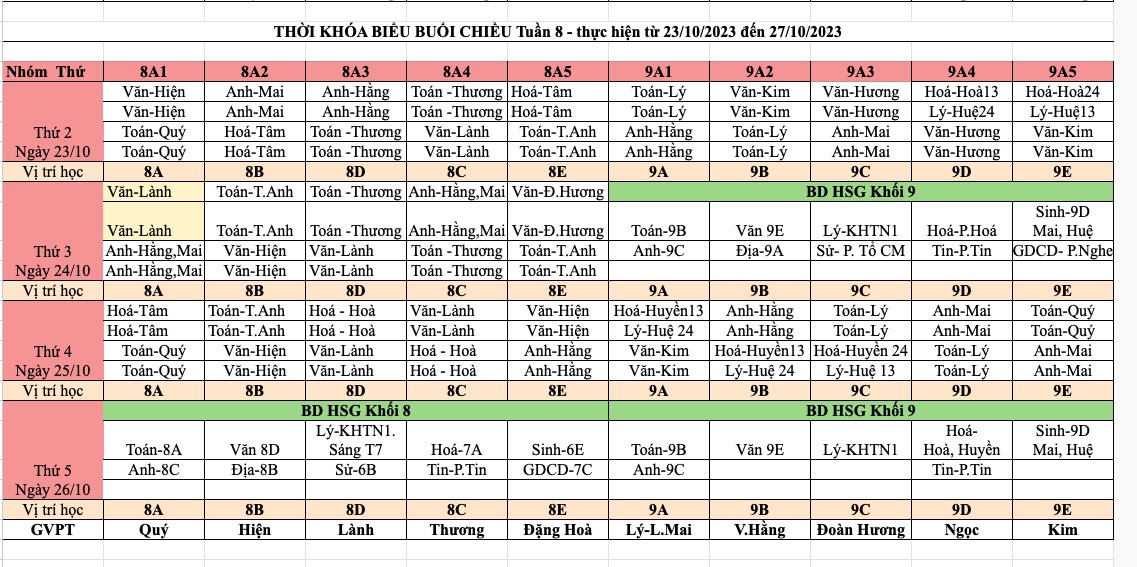 THỜI KHÓA BIỂU BUỔI CHIỀU Tuần 8 - thực hiện từ 23/10/2023 đến 27/10/2023
Nhóm Thứ 8A1 8A2 8A3 8A4 8A5 9A1 9A2 9A3 9A4 9A5
Văn-Hiện Anh-Mai Anh-Hằng Toán -Thương Hoá-Tâm Toán-Lý Văn-Kim Văn-Hương Hoá-Hoà13 Hoá-Hoà24
Văn-Hiện Anh-Mai Anh-Hằng Toán -Thương Hoá-Tâm Toán-Lý Văn-Kim Văn-Hương Lý-Huệ24 Lý-Huệ13
Thứ 2 Toán-Quý Hoá-Tâm Toán -Thương Văn-Lành Toán-T.Anh Anh-Hằng Toán-Lý Anh-Mai Văn-Hương Văn-Kim
Ngày 23/10 Toán-Quý Hoá-Tâm Toán -Thương Văn-Lành Toán-T.Anh Anh-Hằng Toán-Lý Anh-Mai Văn-Hương Văn-Kim
Vị trí học 8A 8B 8D 8C 8E 9A 9B 9C 9D 9E
Văn-Lành Toán-T.Anh Toán -Thương Anh-Hằng,Mai Văn-Đ.Hương BD HSG Khối 9
Sinh-9D
Văn-Lành Toán-T.Anh Toán -Thương Anh-Hằng,Mai Văn-Đ.Hương Toán-9B Văn 9E Lý-KHTN1 Hoá-P.Hoá Mai, Huệ
Thứ 3 Anh-Hằng,Mai Văn-Hiện Văn-Lành Toán -Thương Toán-T.Anh Anh-9C Địa-9A Sử- P. Tổ CM Tin-P.Tin GDCD- P.Nghe
Ngày 24/10 Anh-Hằng,Mai Văn-Hiện Văn-Lành Toán -Thương Toán-T.Anh
Vị trí học 8A 8B 8D 8C 8E 9A 9B 9C 9D 9E
Hoá-Tâm Toán-T.Anh Hoá - Hoà Văn-Lành Văn-Hiện Hoá-Huyền13 Anh-Hằng Toán-Lý Anh-Mai Toán-Quý
Hoá-Tâm Toán-T.Anh Hoá - Hoà Văn-Lành Văn-Hiện Lý-Huệ 24 Anh-Hằng Toán-Lý Anh-Mai Toán-Quý
Thứ 4 Toán-Quý Văn-Hiện Văn-Lành Hoá - Hoà Anh-Hằng Văn-Kim Hoá-Huyền13 Hoá-Huyền 24 Toán-Lý Anh-Mai
Ngày 25/10 Toán-Quý Văn-Hiện Văn-Lành Hoá - Hoà Anh-Hằng Văn-Kim Lý-Huệ 24 Lý-Huệ 13 Toán-Lý Anh-Mai
Vị trí học 8A 8B 8D 8C 8E 9A 9B 9C 9D 9E
BD HSG Khối 8 BD HSG Khối 9
Lý-KHTN1. Hoá- Sinh-9D
Toán-8A Văn 8D Sáng T7 Hoá-7A Sinh-6E Toán-9B Văn 9E Lý-KHTN1 Hoà, Huyền Mai, Huệ
Thứ 5 Anh-8C Địa-8B Sử-6B Tin-P.Tin GDCD-7C Anh-9C Tin-P.Tin
Ngày 26/10
Vị trí học 8A 8B 8D 8C 8E 9A 9B 9C 9D 9E
GVPT Quý Hiện Lành Thương Đặng Hoà Lý-L.Mai V.Hằng Đoàn Hương Ngọc Kim